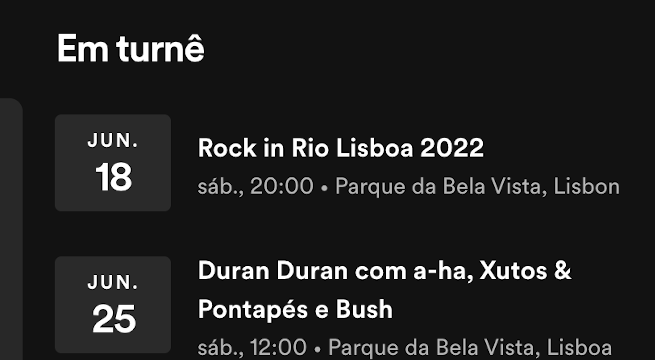 Em turnê
JUN.
18
Rock in Rio Lisboa 2022
sáb., 20:00 • Parque da Bela Vista, Lisbon
JUN.
25
Duran Duran com a-ha, Xutos &
Pontapés e Bush
sáb., 12:00 • Parque da Bela Vista, Lisboa